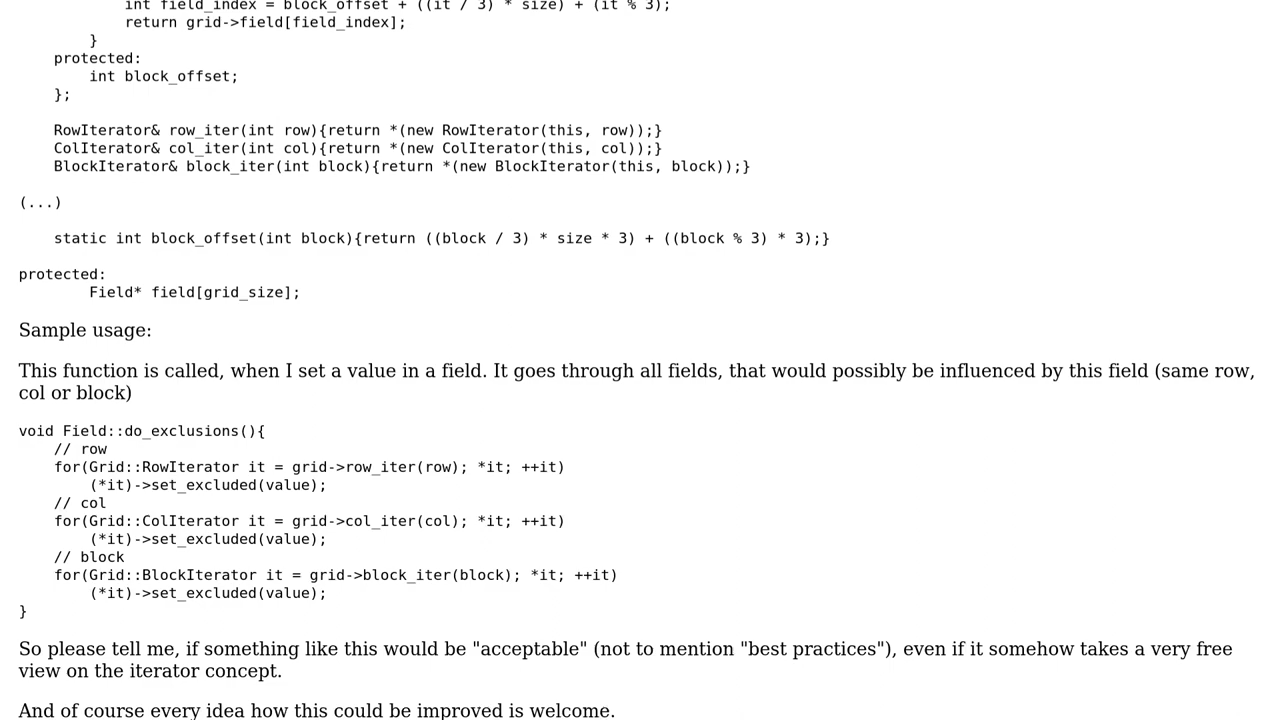 int field_index = block_offset + ((it / 3) * size) + (it % 3);
return grid->field[field_index];
}
protected:
int block_offset;
};
RowIterator& row_iter(int row){return *(new RowIterator(this, row));}
ColIterator& col_iter(int col){return *(new ColIterator(this, col));}
BlockIterator& block_iter(int block){return *(new BlockIterator(this, block));}
(...)
static int block_offset(int block){return ((block / 3) * size * 3) + ((block % 3) * 3);}
protected:
Field* field[grid_size];
Sample usage:
This function is called, when I set a value in a field. It goes through all fields, that would possibly be influenced by this field (same row,
col or block)
void Field::do_exclusions(){
// row
for(Grid::RowIterator it = grid->row_iter(row); *it; ++it)
(*it)->set_excluded(value);
// col
for(Grid::ColIterator it = grid->col_iter(col); *it; ++it)
(*it)->set_excluded(value);
// block
for(Grid::BlockIterator it = grid->block_iter(block); *it; ++it)
(*it)->set_excluded(value);
}
So please tell me, if something like this would be "acceptable" (not to mention "best practices"), even if it somehow takes a very free
view on the iterator concept.
And of course every idea how this could be improved is welcome.